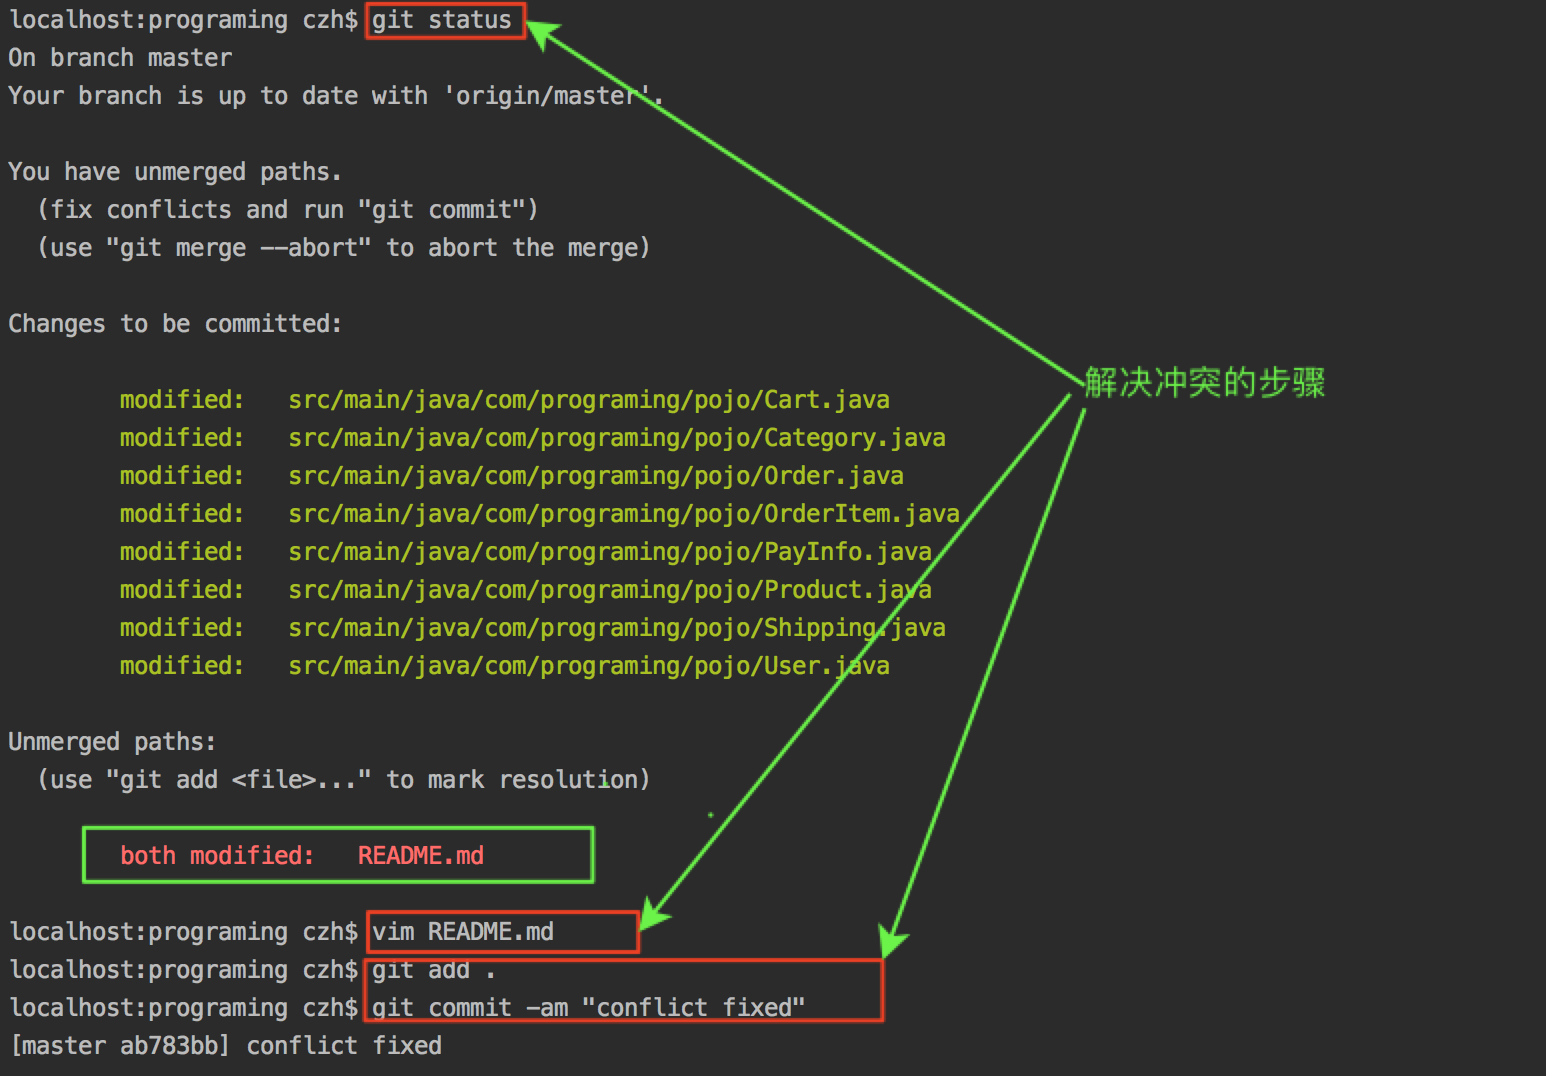 localhost:programing czh$ git status
On branch master
Your branch is up to date with 'origin/master'.
You have unmerged paths.
(fix conflicts and run "git commit")
(use "git merge --abort" to abort the merge)
Changes to be committed:
解决冲突的步骤
modified: src/main/java/com/programing/pojo/Cart.java
modified: src/main/java/com/programing/pojo/Category.java
modified: src/main/java/com/programing/pojo/Order.java
modified: src/main/java/com/programing/pojo/OrderItem.java
modified: src/main/java/com/programing/pojo/PayInfo.java
modified: src/main/java/com/programing/pojo/Product.java
modified: src/main/java/com/programing/pojo/Shipping.java
modified: src/main/java/com/programing/pojo/User.java
Unmerged paths:
(use "git add <file>..." to mark resolution)
both modified: README.md
localhost:programing czh$ vim README.md
localhost:programing czh$ git add .
localhost:programing czh$ git commit -am "conflict fixed"
[master ab783bb] conflict fixed